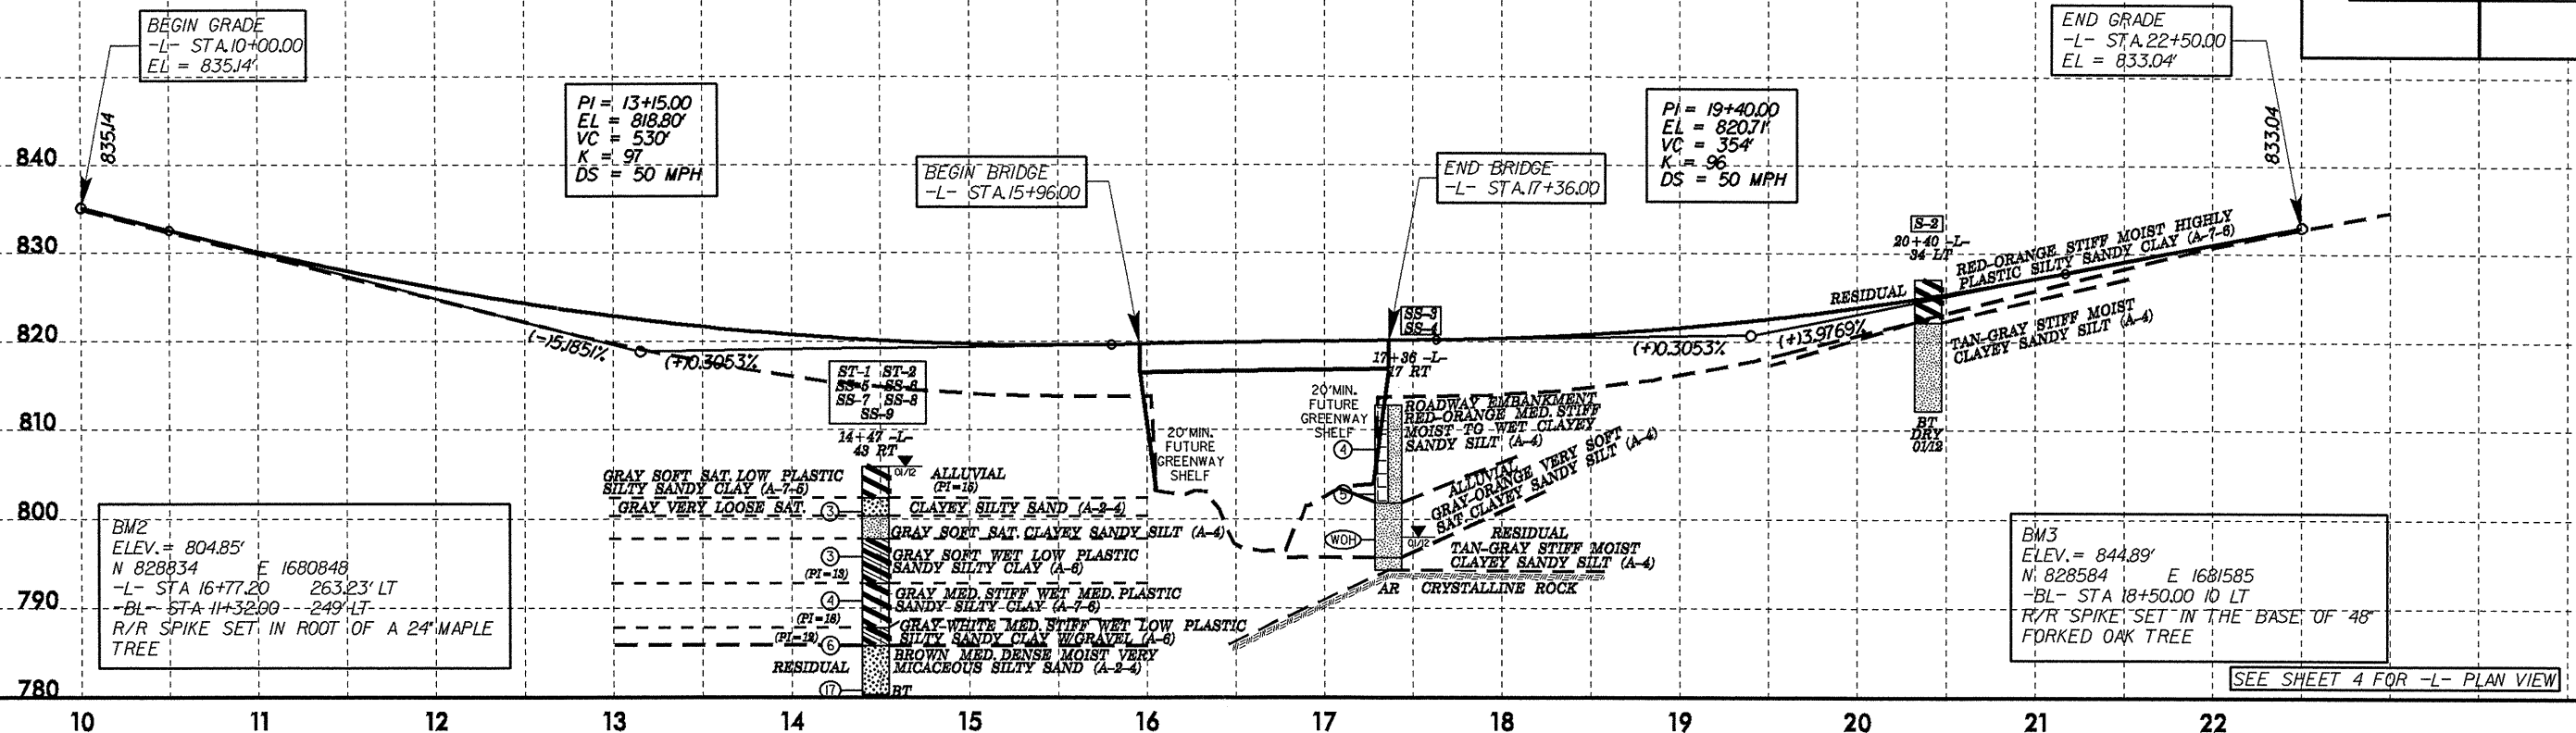 BEGIN GRADE
-L- STA.10+00.00
EL = 835.14'
835.14
PI = 13+15.00
EL = 818.80'
VC = 530'
K = 97
DS = 50 MPH
BEGIN BRIDGE
-L- STA.15+96.00
END BRIDGE
-L- STA.17+36.00
PI = 19+40.00
EL = 820.71'
VC = 354'
K = 96
DS = 50 MPH
END GRADE
-L- STA.22+50.00
EL = 833.04'
833.04
840
830
820
810
800
790
780
(-)5.1851%
(+)0.3053%
(+)0.3053%
(+)3.9769%
ST-1 ST-2
SS-5 SS-6
SS-7 SS-8
SS-9
14+47 -L-
43 RT
01/12
GRAY SOFT SAT. LOW PLASTIC
SILTY SANDY CLAY (A-7-5)
ALLUVIAL
(PI=15)
GRAY VERY LOOSE SAT.
3
CLAYEY SILTY SAND (A-2-4)
GRAY SOFT SAT. CLAYEY SANDY SILT (A-4)
3
(PI=13)
GRAY SOFT WET LOW PLASTIC
SANDY SILTY CLAY (A-6)
4
(PI=16)
GRAY MED. STIFF WET MED. PLASTIC
SANDY SILTY CLAY (A-7-6)
(PI=12)
6
GRAY-WHITE MED. STIFF WET LOW PLASTIC
SILTY SANDY CLAY W/GRAVEL (A-6)
RESIDUAL
BROWN MED. DENSE MOIST VERY
MICACEOUS SILTY SAND (A-2-4)
17
BT
20'MIN.
FUTURE
GREENWAY
SHELF
20'MIN.
FUTURE
GREENWAY
SHELF
SS-3
SS-4
17+36 -L-
17 RT
4
5
WOH
ROADWAY EMBANKMENT
RED-ORANGE MED. STIFF
MOIST TO WET CLAYEY
SANDY SILT (A-4)
ALLUVIAL
GRAY-ORANGE VERY SOFT
SAT. CLAYEY SANDY SILT (A-4)
01/12
RESIDUAL
TAN-GRAY STIFF MOIST
CLAYEY SANDY SILT (A-4)
AR
CRYSTALLINE ROCK
S-2
20+40 -L-
34 LT
RESIDUAL
RED-ORANGE STIFF MOIST HIGHLY
PLASTIC SILTY SANDY CLAY (A-7-6)
TAN-GRAY STIFF MOIST
CLAYEY SANDY SILT (A-4)
BT
DRY
01/12
BM2
ELEV.= 804.85'
N 828834 E 1680848
-L- STA 16+77.20 263.23' LT
-BL- STA 11+32.00 249' LT
R/R SPIKE SET IN ROOT OF A 24" MAPLE
TREE
BM3
ELEV.= 844.89'
N 828584 E 1681585
-BL- STA 18+50.00 10 LT
R/R SPIKE SET IN THE BASE OF 48"
FORKED OAK TREE
SEE SHEET 4 FOR -L- PLAN VIEW
10 11 12 13 14 15 16 17 18 19 20 21 22